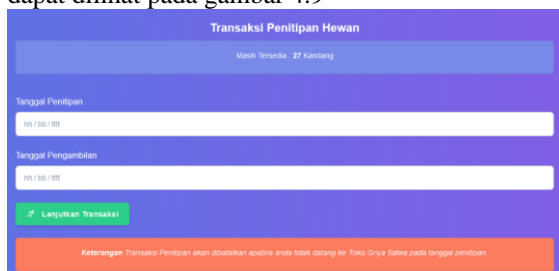 dapat dilihat pada gambar 4.9
Transaksi Penitipan Hewan
Masih Tersedia : 27 Kandang
Tanggal Penitipan
hh / bb / tttt
Tanggal Pengambilan
hh / bb / tttt
Lanjutkan Transaksi
Keterangan Transaksi Penitipan akan dibatalkan apabila anda tidak datang ke Toko Griya Satwa pada tanggal penitipan.